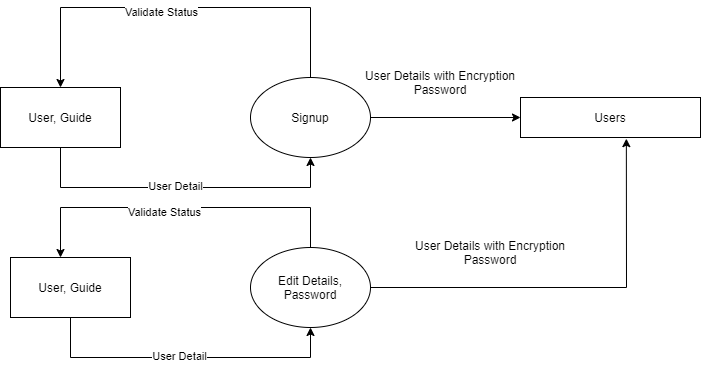 Validate Status
User Details with Encryption
Password
User, Guide
Signup
Users
User Detail
Validate Status
User Details with Encryption
Password
User, Guide
Edit Details,
Password
User Detail